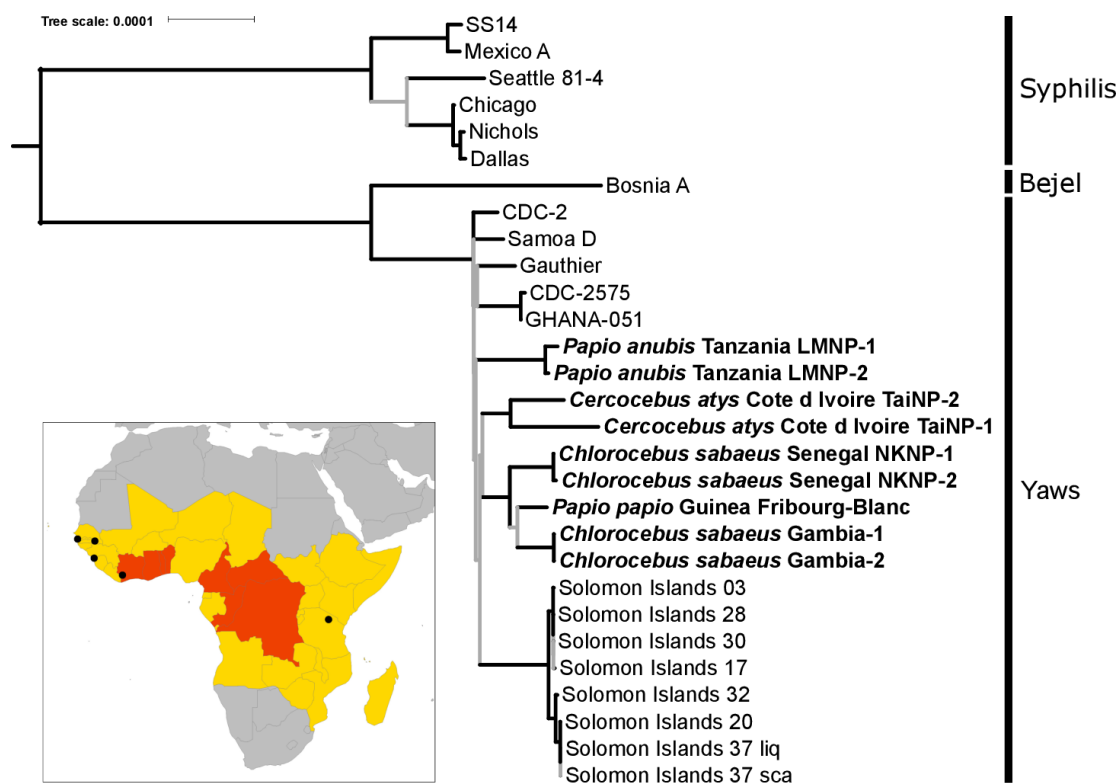 Tree scale: 0.0001
SS14
Mexico A
Seattle 81-4
Chicago
Nichols
Dallas
Syphilis
Bosnia A
Bejel
CDC-2
Samoa D
Gauthier
CDC-2575
GHANA-051
Papio anubis Tanzania LMNP-1
Papio anubis Tanzania LMNP-2
Cercocebus atys Cote d Ivoire TaiNP-2
Cercocebus atys Cote d Ivoire TaiNP-1
Chlorocebus sabaeus Senegal NKNP-1
Chlorocebus sabaeus Senegal NKNP-2
Yaws
Papio papio Guinea Fribourg-Blanc
Chlorocebus sabaeus Gambia-1
Chlorocebus sabaeus Gambia-2
Solomon Islands 03
Solomon Islands 28
Solomon Islands 30
Solomon Islands 17
Solomon Islands 32
Solomon Islands 20
Solomon Islands 37 liq
Solomon Islands 37 sca